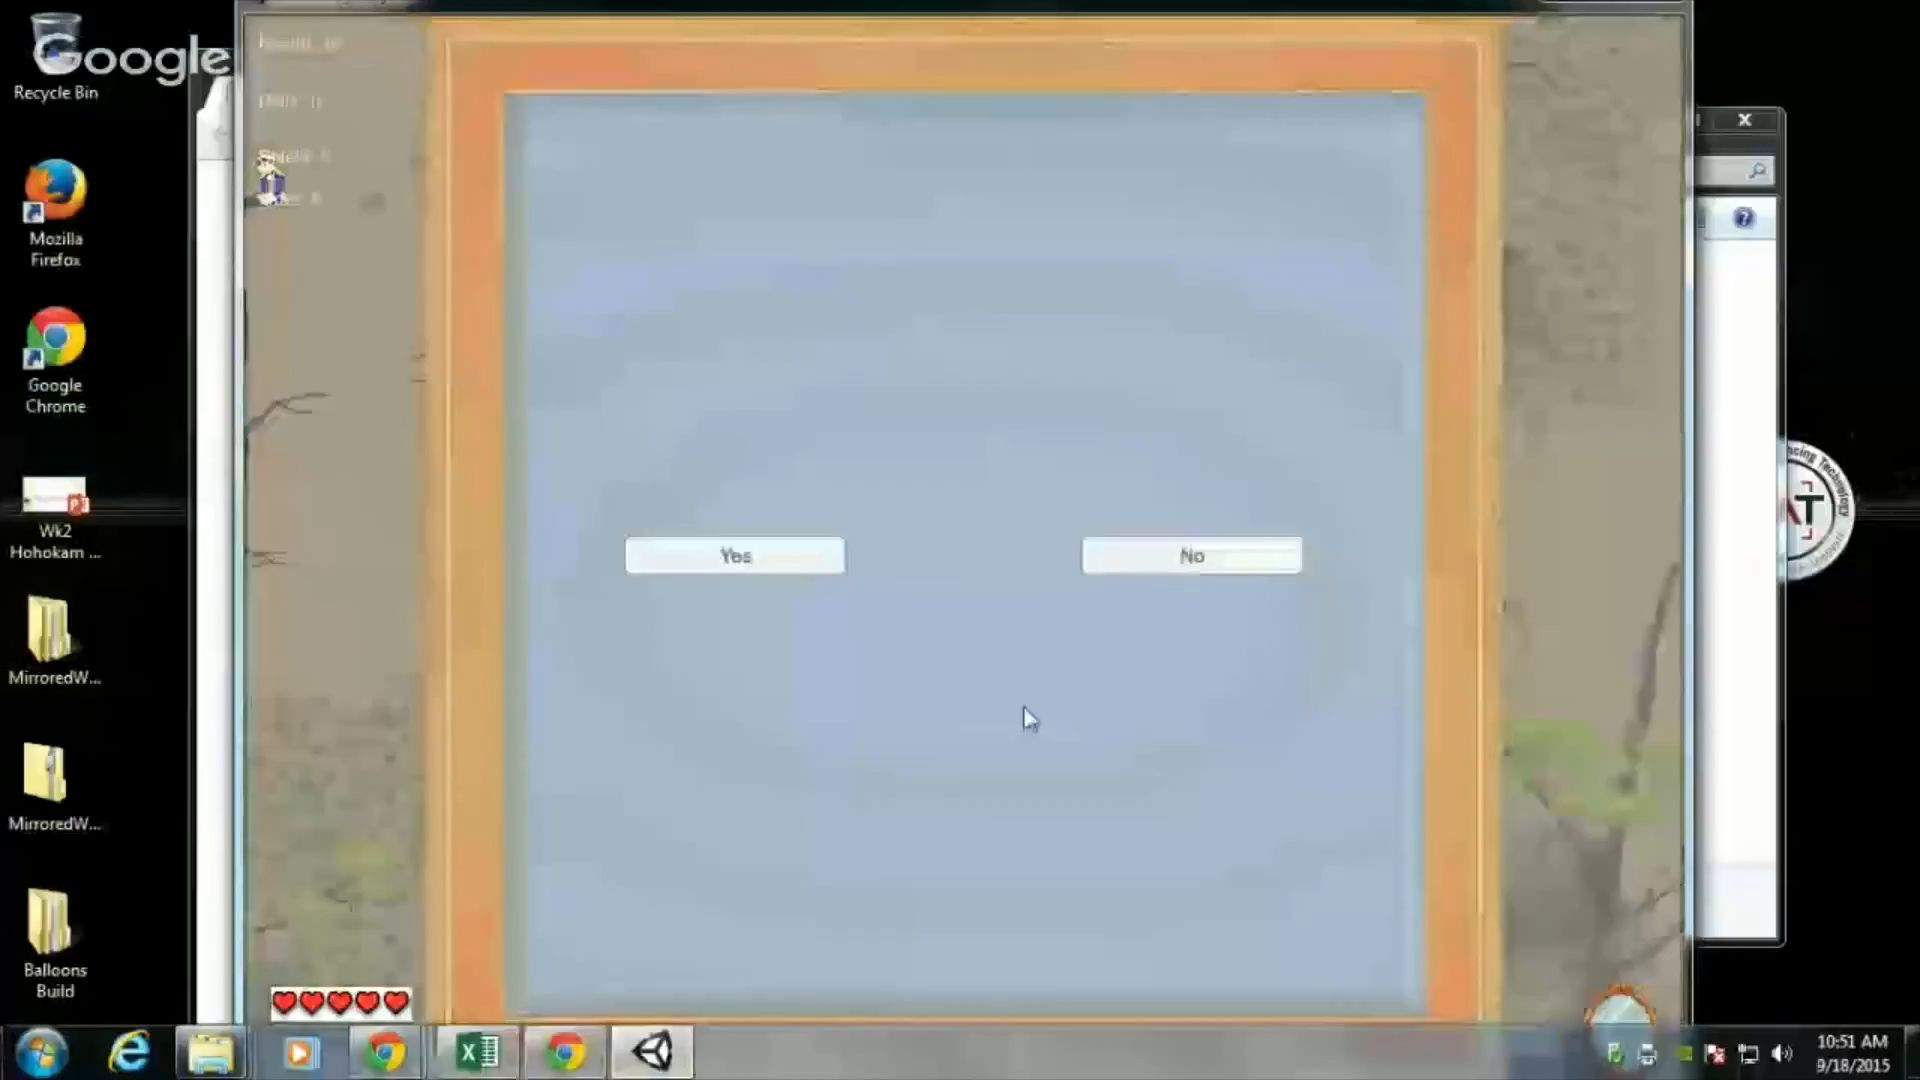 Google
Recycle Bin
Mozilla
Firefox
Google
Chrome
Wk2
Hohokam ...
MirroredW...
MirroredW...
Balloons
Build
Yes
No
10:51 AM
9/18/2015